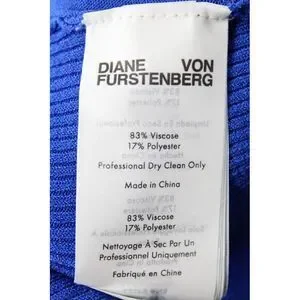 DIANE VON
FURSTENBERG
83% Viscose
17% Polyester
Professional Dry Clean Only
Made in China
83% Viscose
17% Polyester
Nettoyage À Sec Par Un
Professionnel Uniquement
Fabriqué en Chine